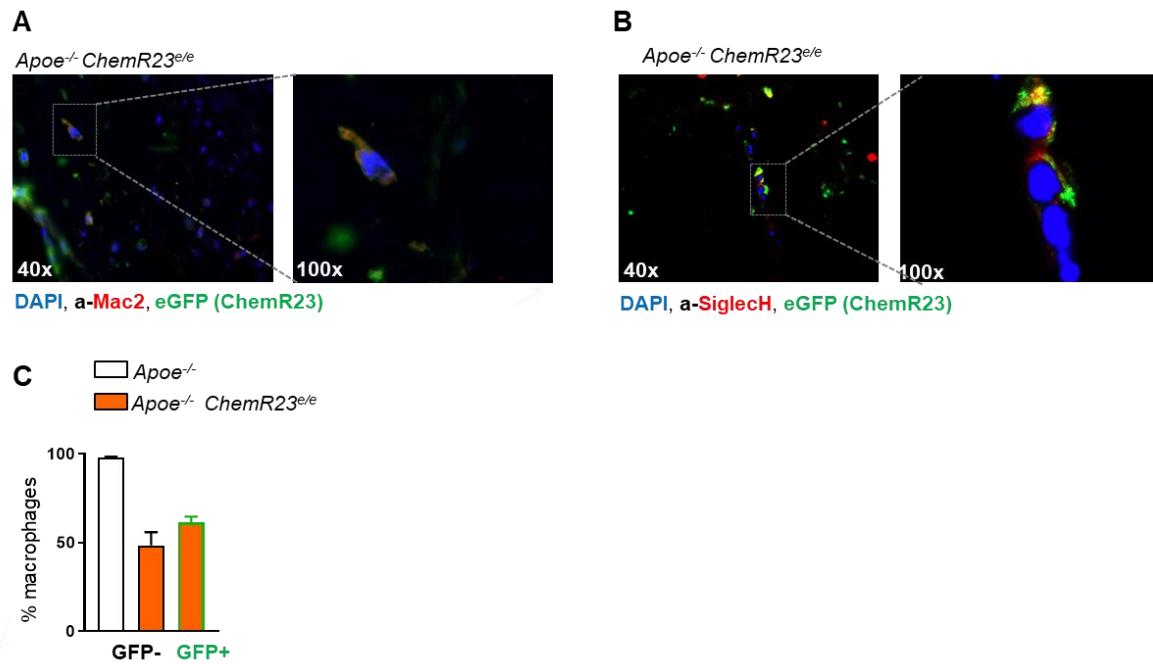 A
Apoe-/- ChemR23e/e
40x
100x
DAPI, a-Mac2, eGFP (ChemR23)
B
Apoe-/- ChemR23e/e
40x
100x
DAPI, a-SiglecH, eGFP (ChemR23)
C
Apoe-/-
Apoe-/- ChemR23e/e
% macrophages
100
50
0
GFP- GFP+